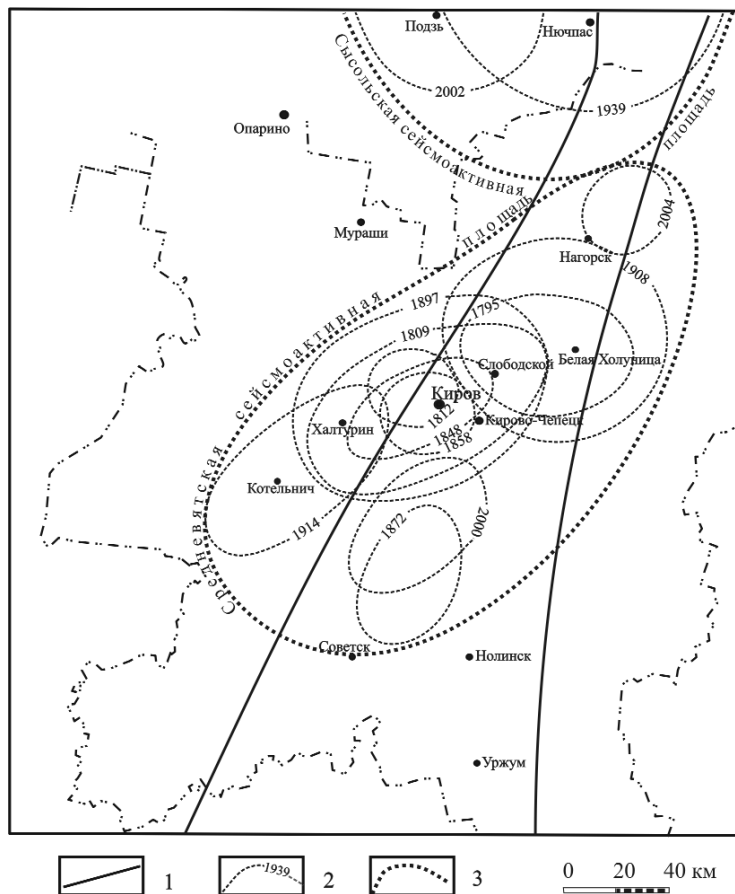 Подзь
Нючпас
Сысольская сейсмоактивная
площадь
2002
1939
Опарино
Мураши
площадь
2004
Нагорск
1908
1897
1795
1809
Средневятская сейсмоактивная
Слободской
Белая Холуница
Киров
1812
Халтурин
Кирово-Чепецк
1848
1858
Котельнич
1914
1872
2000
Советск
Нолинск
Уржум
1
1939
2
3
0 20 40 км